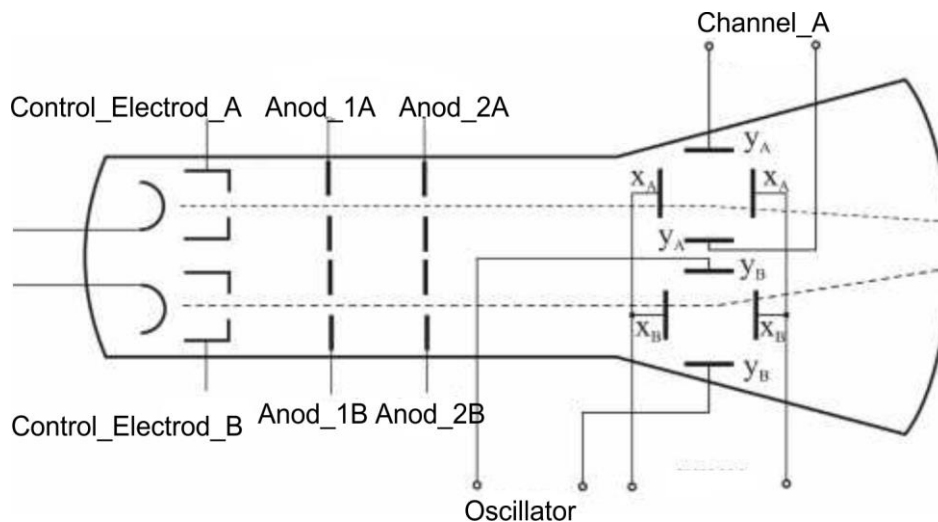 Channel_A
Control_Electrod_A Anod_1A Anod_2A
yA
xA xA
yA
yB
xB xB
yB
Anod_1B Anod_2B
Control_Electrod_B
Oscillator